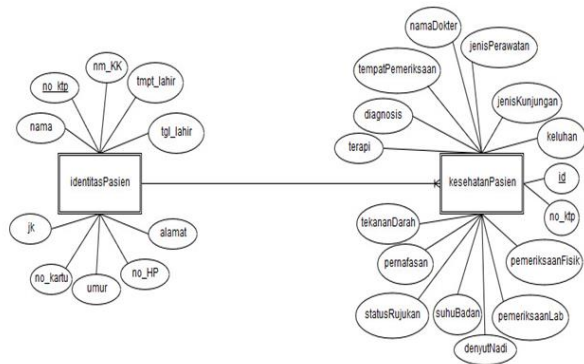 nm_KK
no_ktp
tmpt_lahir
nama
tgl_lahir
identitasPasien
jk
alamat
no_kartu
umur
no_HP
namaDokter
jenisPerawatan
tempatPemeriksaan
jenisKunjungan
diagnosis
keluhan
terapi
kesehatanPasien
id
no_ktp
tekananDarah
pernafasan
pemeriksaanFisik
statusRujukan
suhuBadan
pemeriksaanLab
denyutNadi